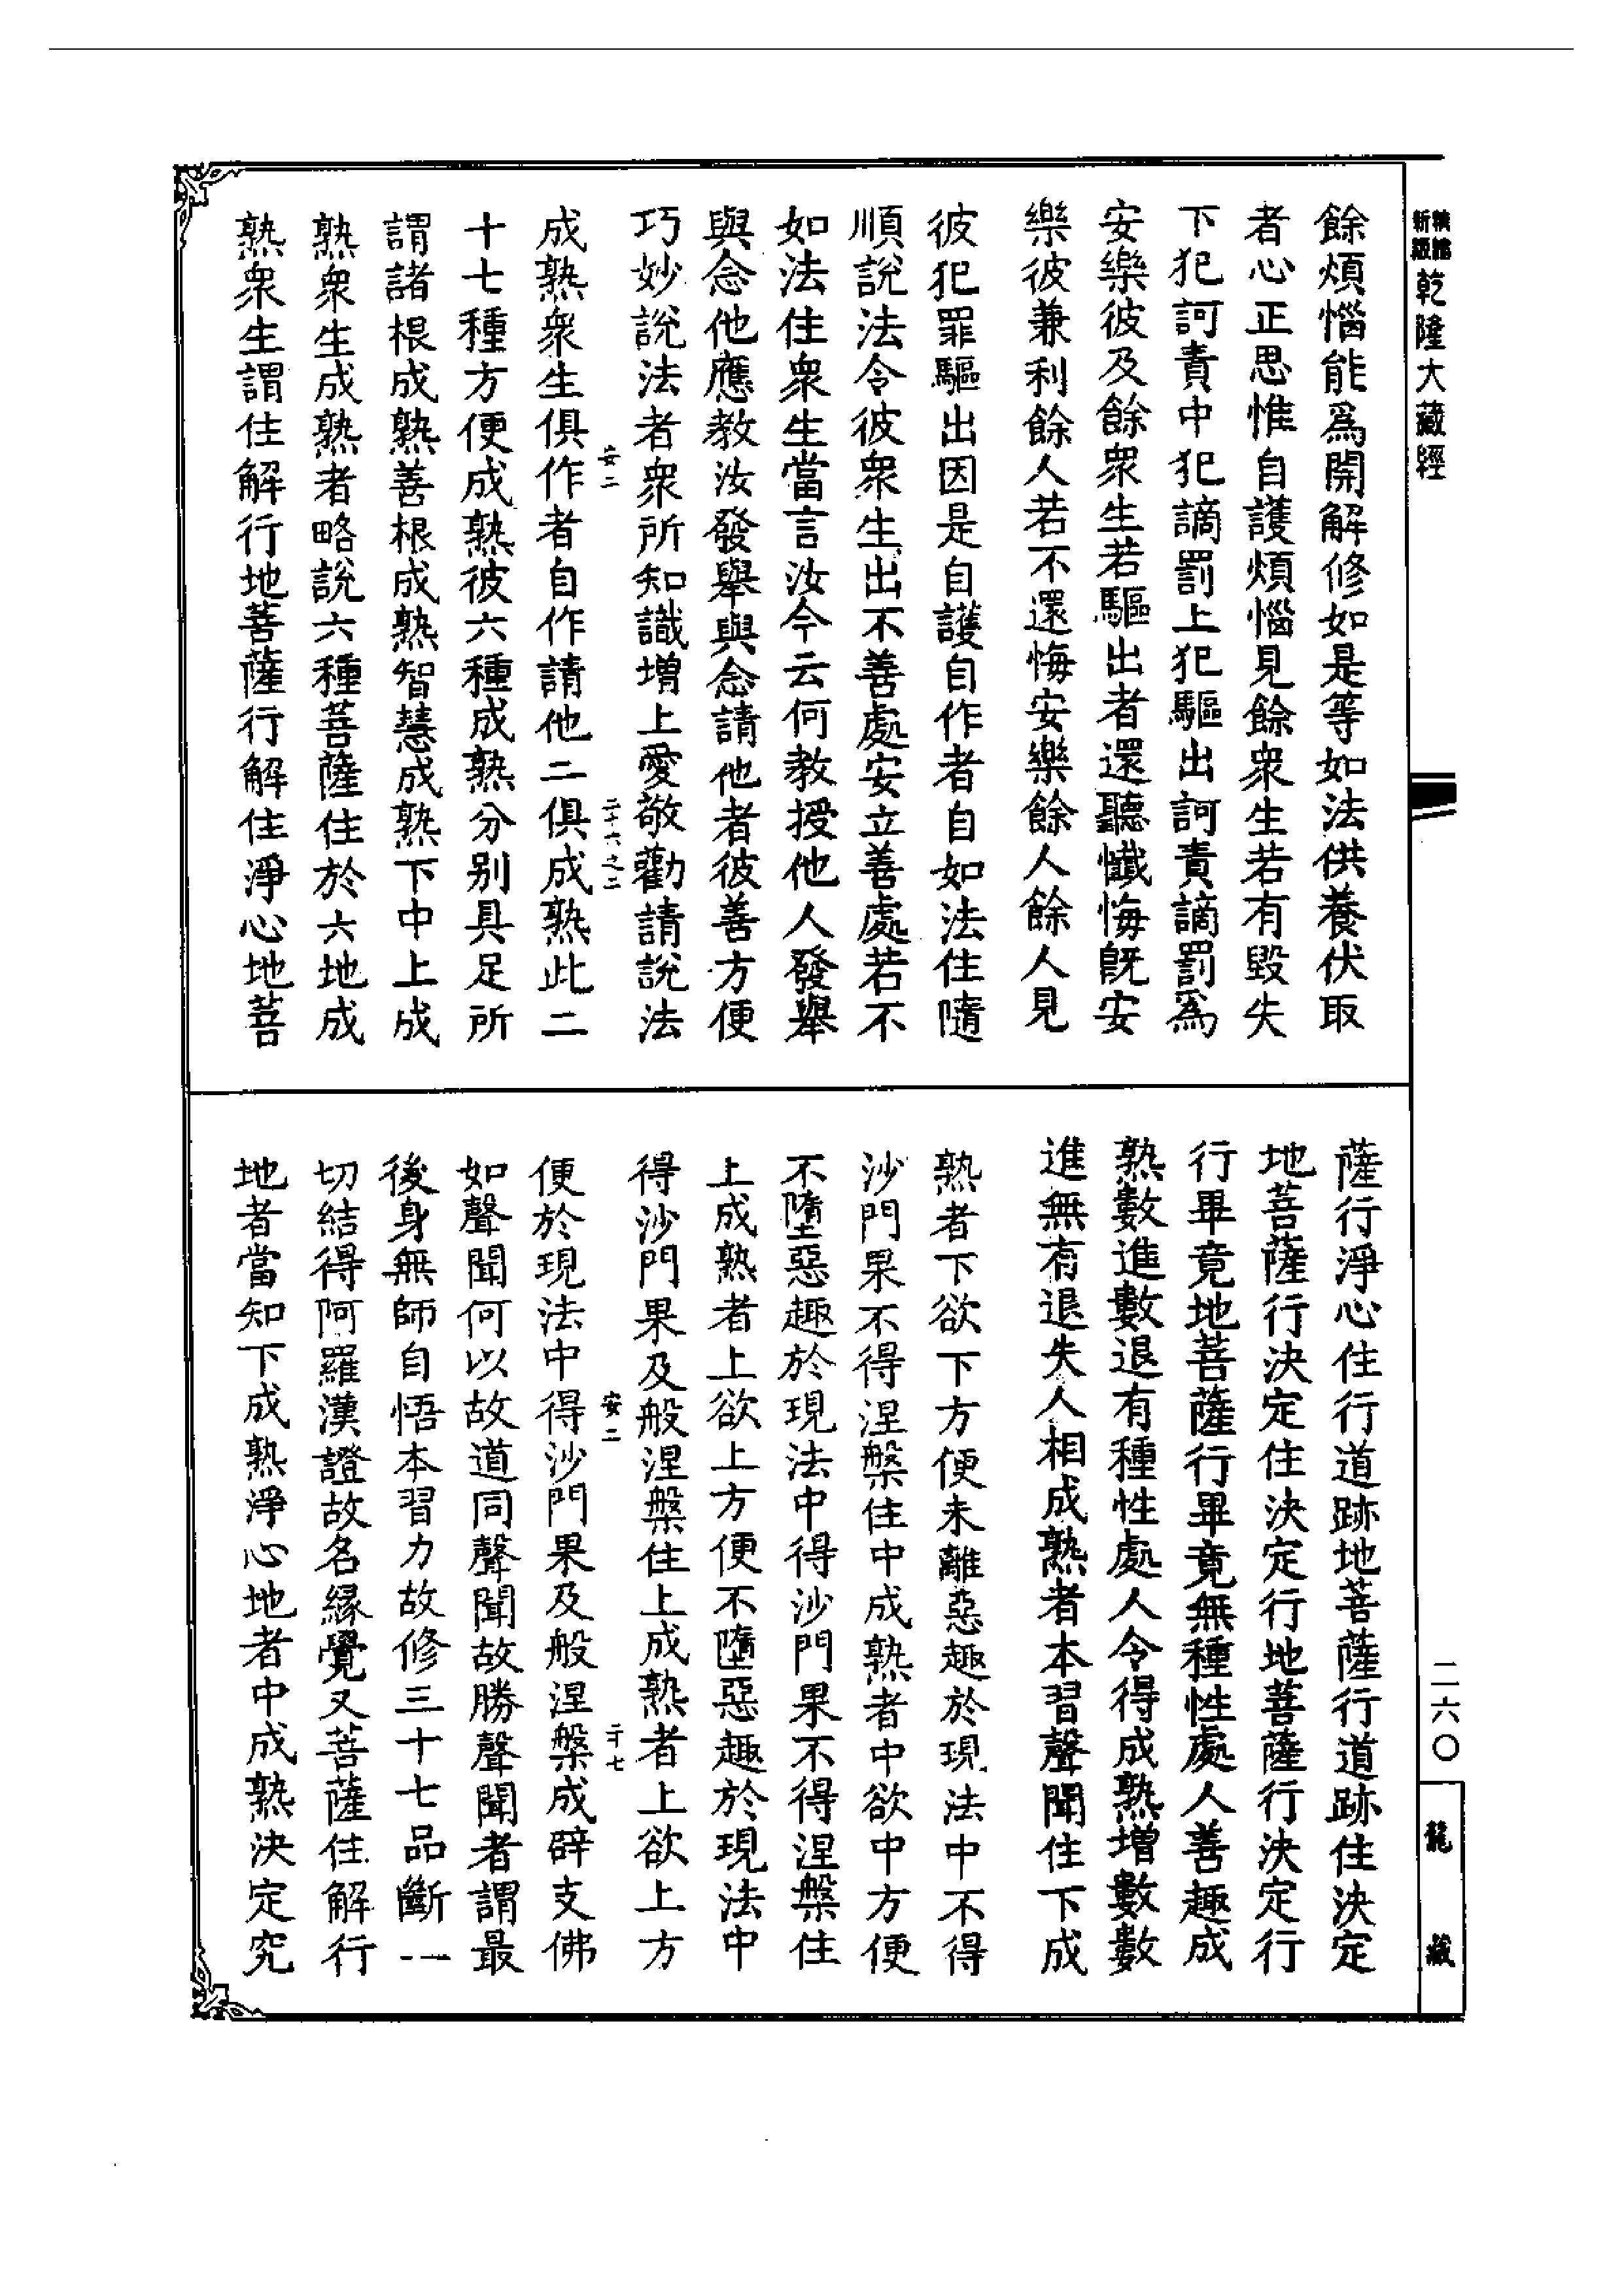 新版
精誠
乾隆大藏經
餘煩惱能為開解修如是等如法供養伏取
者心正思惟自護煩惱見餘眾生若有毀失
下犯訶責中犯謫罰上犯驅出訶責謫罰為
安樂彼及餘眾生若驅出者還聽懺悔既安
樂彼兼利餘人若不還悔安樂餘人餘人見
彼犯罪驅出因是自護自作者自如法住隨
順說法令彼眾生出不善處安立善處若不
如法住眾生當言汝今云何教授他人發舉
與念他應教汝發舉與念請他者彼善方便
巧妙說法者眾所知識增上愛敬勸請說法
安二
二十六之二
成熟眾生俱作者自作請他二俱成熟此二
十七種方便成熟彼六種成熟分別具足所
謂諸根成熟善根成熟智慧成熟下中上成
熟眾生成熟者略說六種菩薩住於六地成
熟眾生謂住解行地菩薩行解住淨心地菩
薩行淨心住行道跡地菩薩行道跡住決定
地菩薩行決定住決定行地菩薩行決定行
行畢竟地菩薩行畢竟無種性處人善趣成
熟數進數退有種性處人令得成熟增數數
進無有退失人相成熟者本習聲聞住下成
熟者下欲下方便未離惡趣於現法中不得
沙門果不得涅槃住中成熟者中欲中方便
不墮惡趣於現法中得沙門果不得涅槃住
上成熟者上欲上方便不墮惡趣於現法中
得沙門果及般涅槃住上成熟者上欲上方
安二
二十七
便於現法中得沙門果及般涅槃成辟支佛
如聲聞何以故道同聲聞故勝聲聞者謂最
後身無師自悟本習力故修三十七品斷一
切結得阿羅漢證故名緣覺又菩薩住解行
地者當知下成熟淨心地者中成熟決定究
二六〇
龍藏